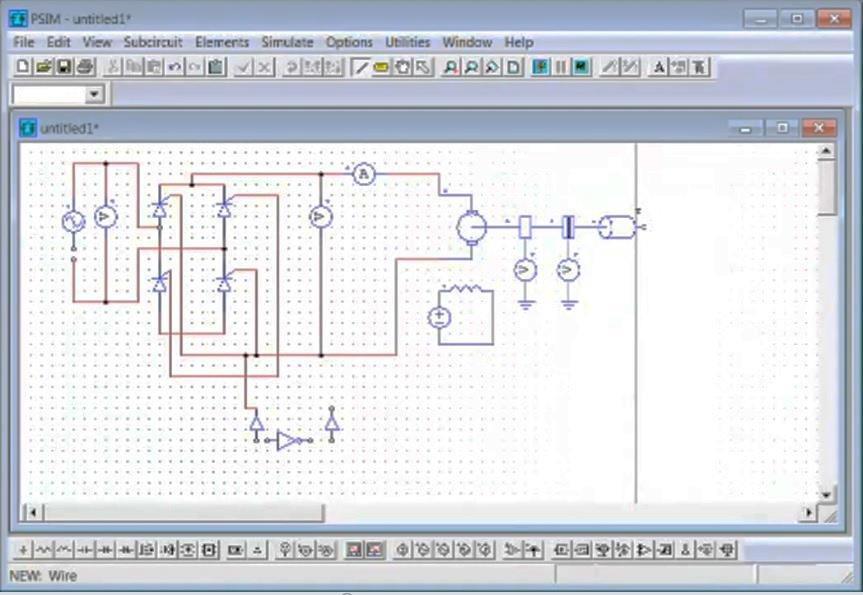 PSIM - untitled1*
File Edit View Subcircuit Elements Simulate Options Utilities Window Help
untitled1*
A
V
V
V
V
NEW: Wire